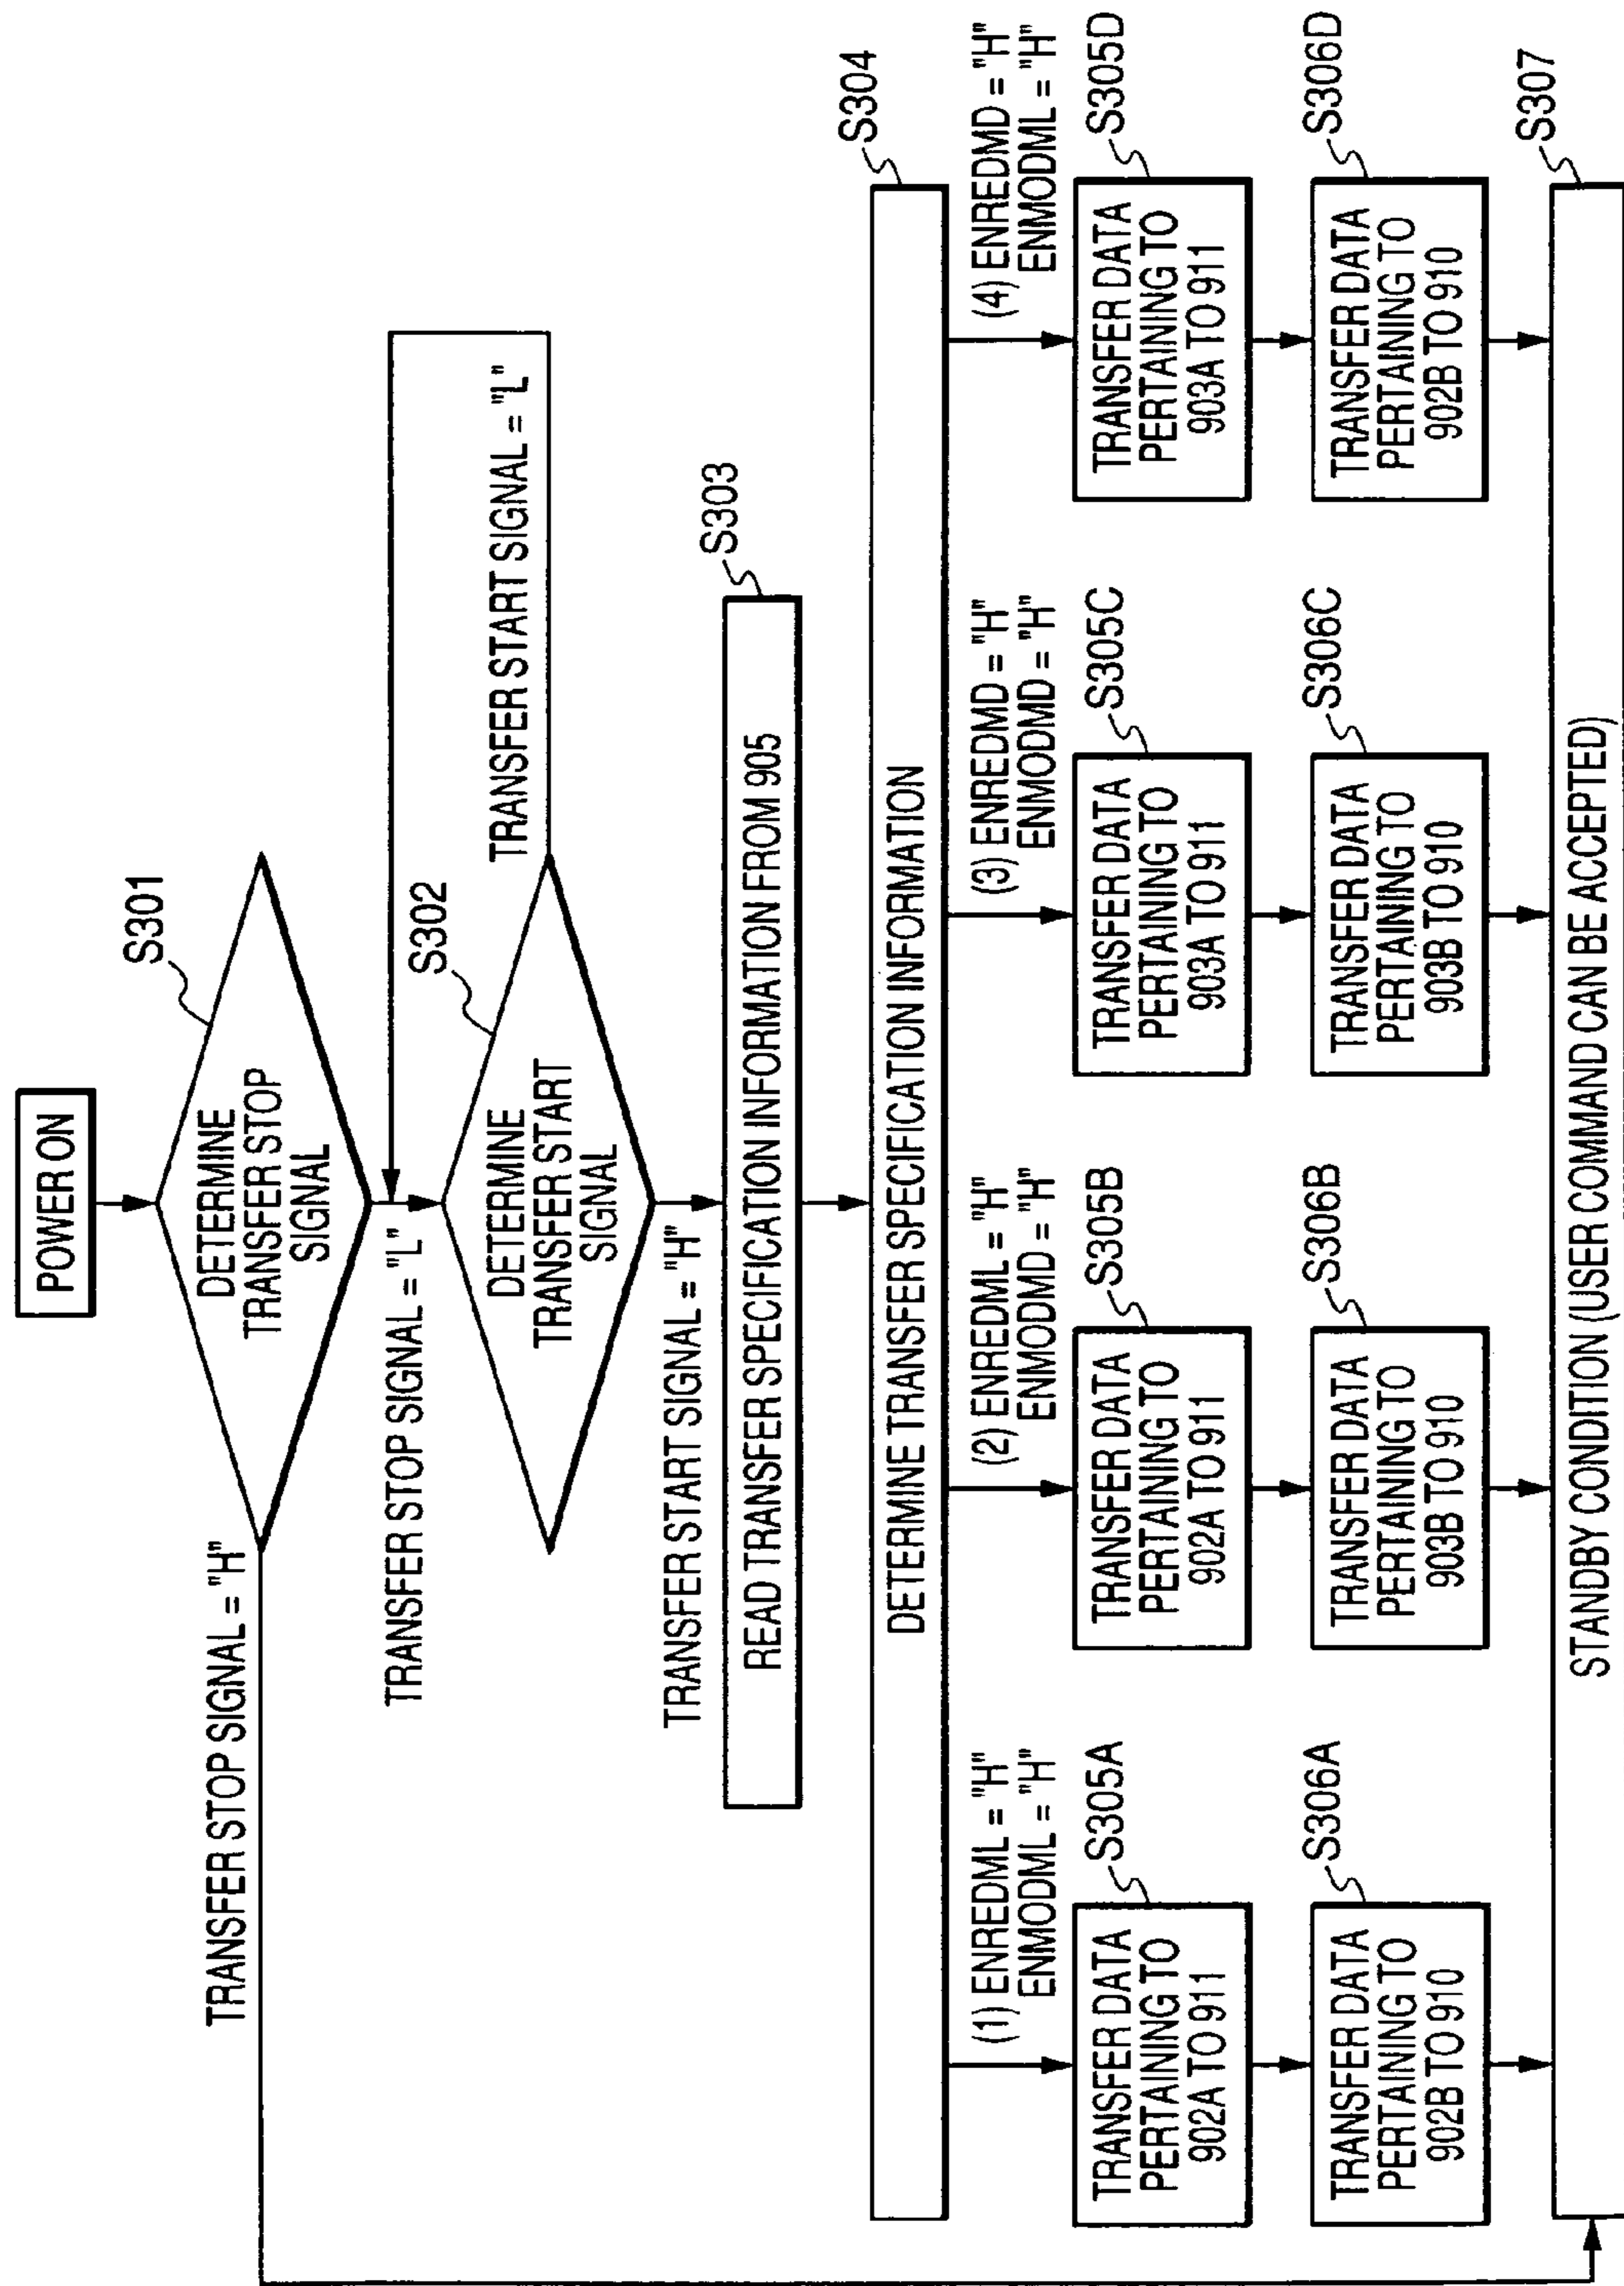 POWER ON
S301
DETERMINE
TRANSFER STOP
SIGNAL
TRANSFER STOP SIGNAL = "H"
TRANSFER STOP SIGNAL = "L"
S302
DETERMINE
TRANSFER START
SIGNAL
TRANSFER START SIGNAL = "L"
TRANSFER START SIGNAL = "H"
S303
READ TRANSFER SPECIFICATION INFORMATION FROM 905
S304
DETERMINE TRANSFER SPECIFICATION INFORMATION
(1) ENREDML = "H"
ENMODML = "H"
(2) ENREDML = "H"
ENMODMD = "H"
(3) ENREDMD = "H"
ENMODMD = "H"
(4) ENREDMD = "H"
ENMODML = "H"
S305A
TRANSFER DATA
PERTAINING TO
902A TO 911
S305B
TRANSFER DATA
PERTAINING TO
902A TO 911
S305C
TRANSFER DATA
PERTAINING TO
903A TO 911
S305D
TRANSFER DATA
PERTAINING TO
903A TO 911
S306A
TRANSFER DATA
PERTAINING TO
902B TO 910
S306B
TRANSFER DATA
PERTAINING TO
903B TO 910
S306C
TRANSFER DATA
PERTAINING TO
903B TO 910
S306D
TRANSFER DATA
PERTAINING TO
902B TO 910
S307
STANDBY CONDITION (USER COMMAND CAN BE ACCEPTED)